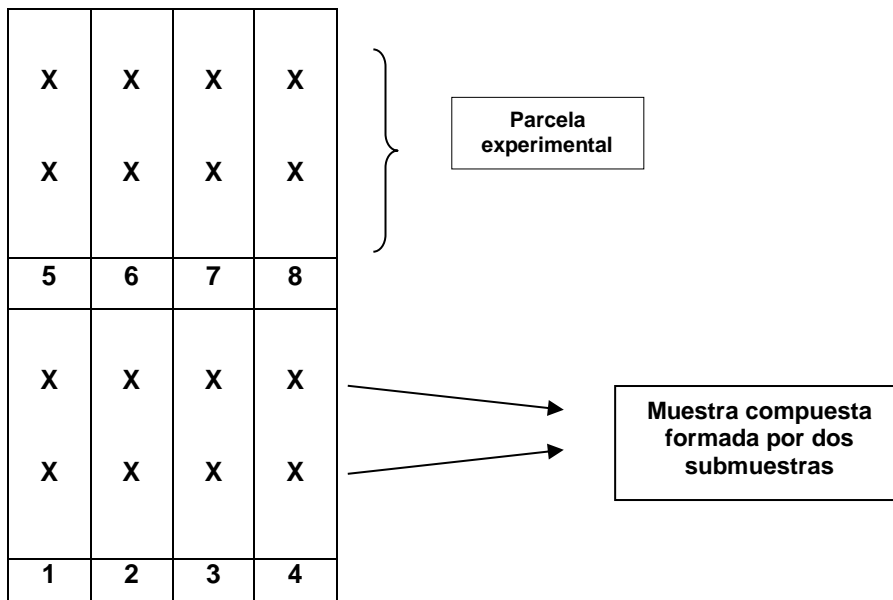 X X X X
Parcela
experimental
X X X X
5 6 7 8
X X X X
Muestra compuesta
formada por dos
submuestras
X X X X
1 2 3 4